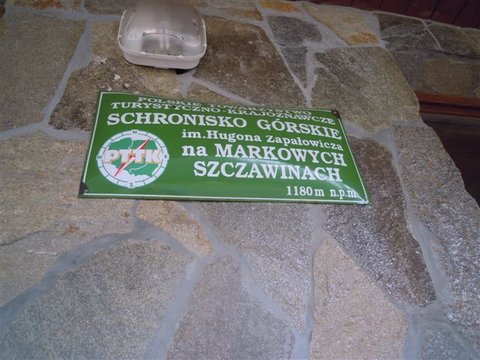 POLSKIE TOWARZYSTWO
TURYSTYCZNO-KRAJOZNAWCZE
SCHRONISKO GÓRSKIE
im. Hugona Zapałowicza
na MARKOWYCH
SZCZAWINACH
1180 m n.p.m
PTTK
N
S